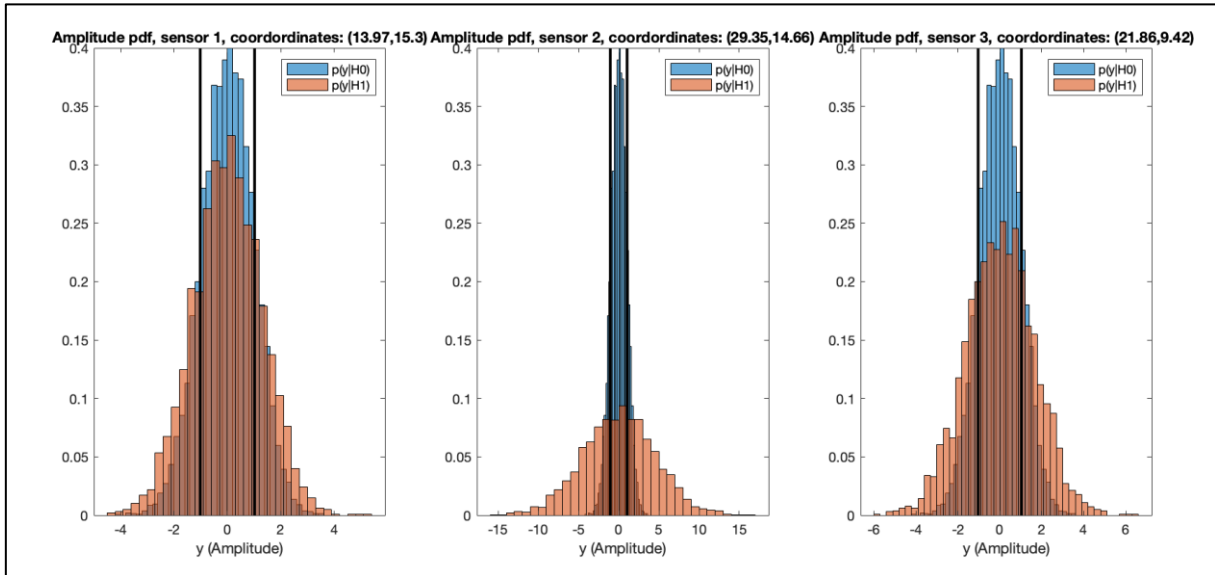 Amplitude pdf, sensor 1, coordordinates: (13.97,15.3)
0.4
0.35
0.3
0.25
0.2
0.15
0.1
0.05
0
-4 -2 0 2 4
y (Amplitude)
p(y|H0)
p(y|H1)
Amplitude pdf, sensor 2, coordordinates: (29.35,14.66)
0.4
0.35
0.3
0.25
0.2
0.15
0.1
0.05
0
-15 -10 -5 0 5 10 15
y (Amplitude)
p(y|H0)
p(y|H1)
Amplitude pdf, sensor 3, coordordinates: (21.86,9.42)
0.4
0.35
0.3
0.25
0.2
0.15
0.1
0.05
0
-6 -4 -2 0 2 4 6
y (Amplitude)
p(y|H0)
p(y|H1)